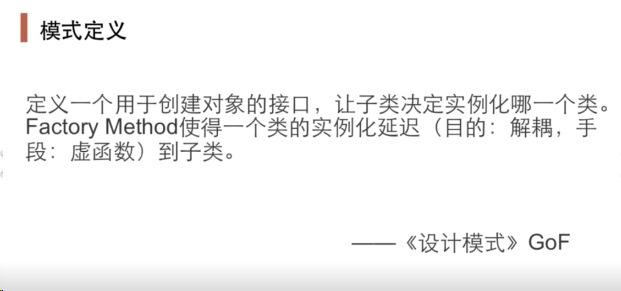 模式定义
定义一个用于创建对象的接口，让子类决定实例化哪一个类。
Factory Method使得一个类的实例化延迟（目的：解耦，手
段：虚函数）到子类。
——《设计模式》GoF